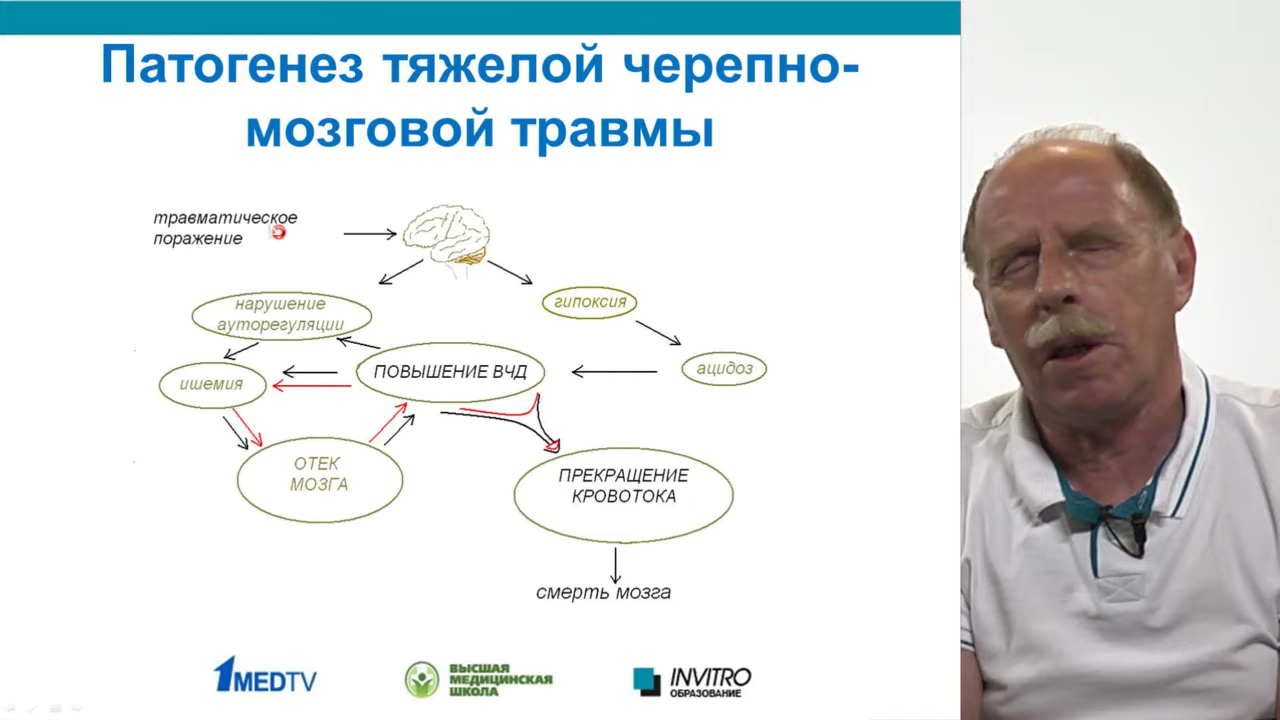 Патогенез тяжелой черепно-
мозговой травмы
травматическое
поражение
нарушение
ауторегуляции
гипоксия
ПОВЫШЕНИЕ ВЧД
ацидоз
ишемия
ОТЕК
МОЗГА
ПРЕКРАЩЕНИЕ
КРОВОТОКА
смерть мозга
1MEDTV
ВЫСШАЯ
МЕДИЦИНСКАЯ
ШКОЛА
INVITRO
ОБРАЗОВАНИЕ